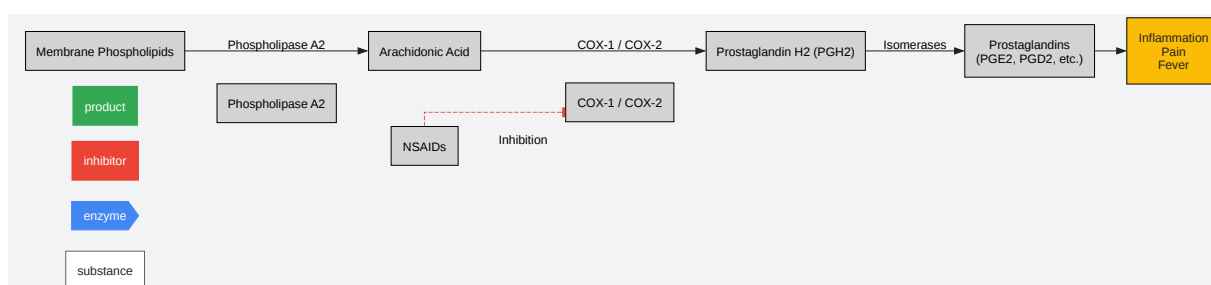 Membrane Phospholipids
Phospholipase A2
Arachidonic Acid
COX-1 / COX-2
Prostaglandin H2 (PGH2)
Isomerases
Prostaglandins
(PGE2, PGD2, etc.)
Inflammation
Pain
Fever
product
Phospholipase A2
COX-1 / COX-2
NSAIDs
Inhibition
inhibitor
enzyme
substance